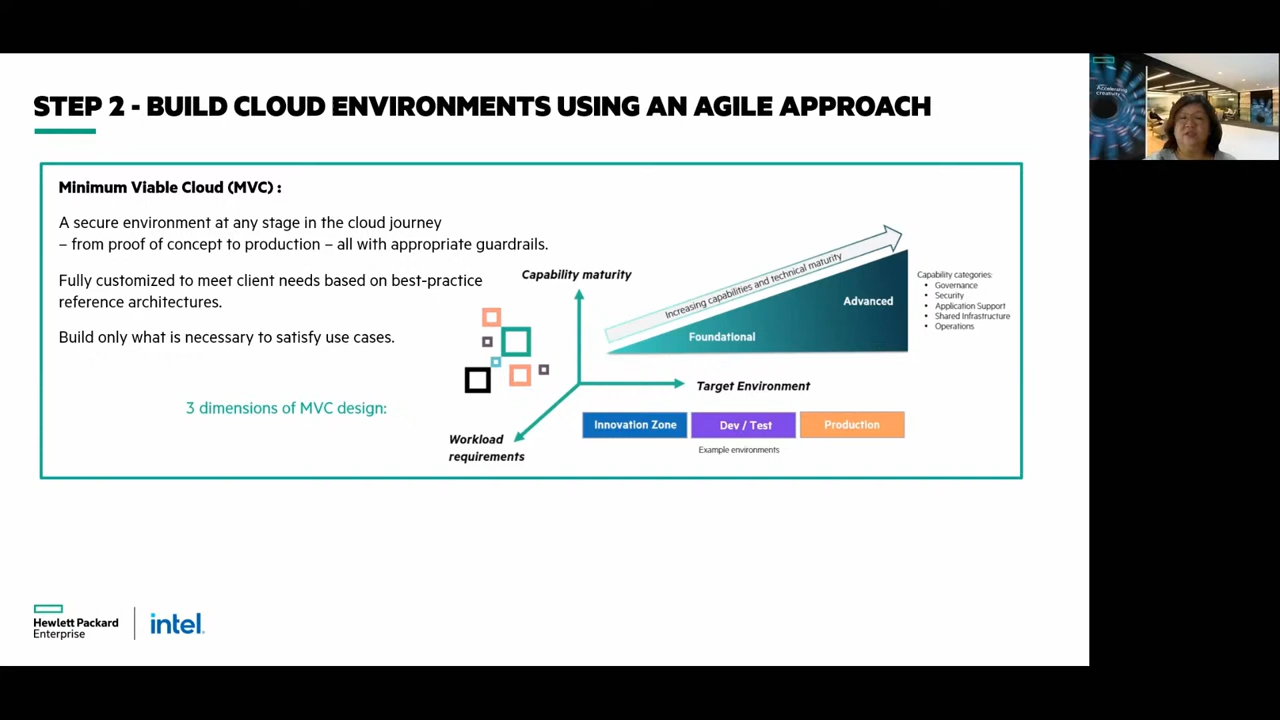 STEP 2 - BUILD CLOUD ENVIRONMENTS USING AN AGILE APPROACH
Minimum Viable Cloud (MVC) :
A secure environment at any stage in the cloud journey
– from proof of concept to production – all with appropriate guardrails.
Fully customized to meet client needs based on best-practice
reference architectures.
Build only what is necessary to satisfy use cases.
3 dimensions of MVC design:
Capability maturity
Increasing capabilities and technical maturity
Foundational
Advanced
Capability categories:
• Governance
• Security
• Application Support
• Shared Infrastructure
• Operations
Target Environment
Innovation Zone
Dev / Test
Production
Example environments
Workload
requirements
Hewlett Packard
Enterprise
intel.
Accelerating
creativity